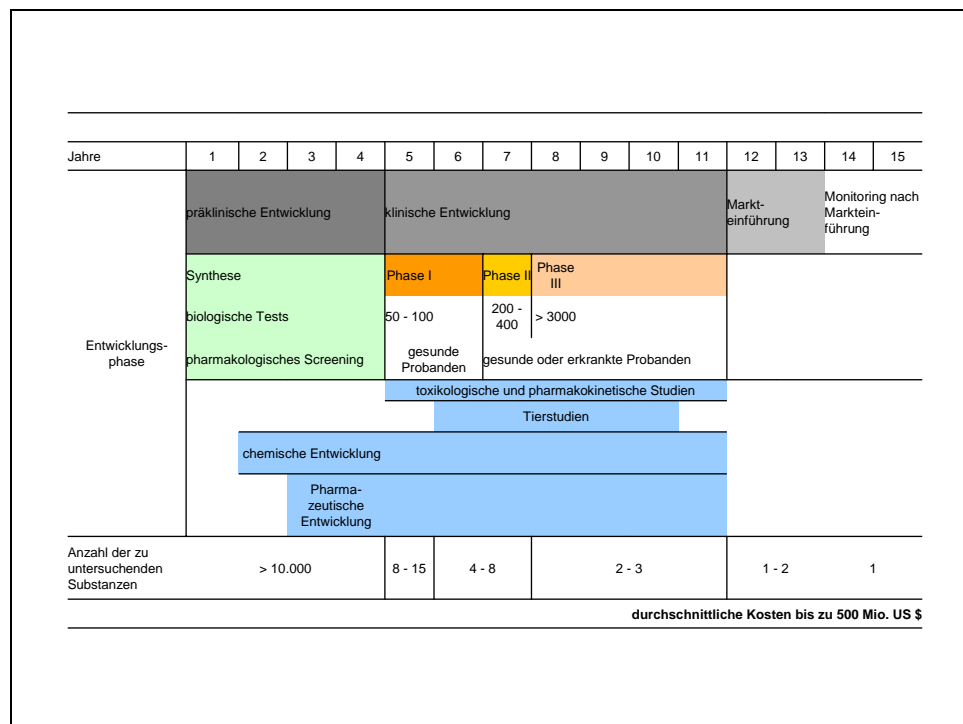 Jahre 1 2 3 4 5 6 7 8 9 10 11 12 13 14 15
präklinische Entwicklung
klinische Entwicklung
Markt-
einführung
Monitoring nach
Markteinf-
ührung
Synthese
Phase I
Phase II
Phase
III
biologische Tests
50 - 100
200 -
400
> 3000
Entwicklungs-
phase
pharmakologisches Screening
gesunde
Probanden
gesunde oder erkrankte Probanden
toxikologische und pharmakokinetische Studien
Tierstudien
chemische Entwicklung
Pharma-
zeutische
Entwicklung
Anzahl der zu
untersuchenden
Substanzen
> 10.000
8 - 15
4 - 8
2 - 3
1 - 2
1
durchschnittliche Kosten bis zu 500 Mio. US $